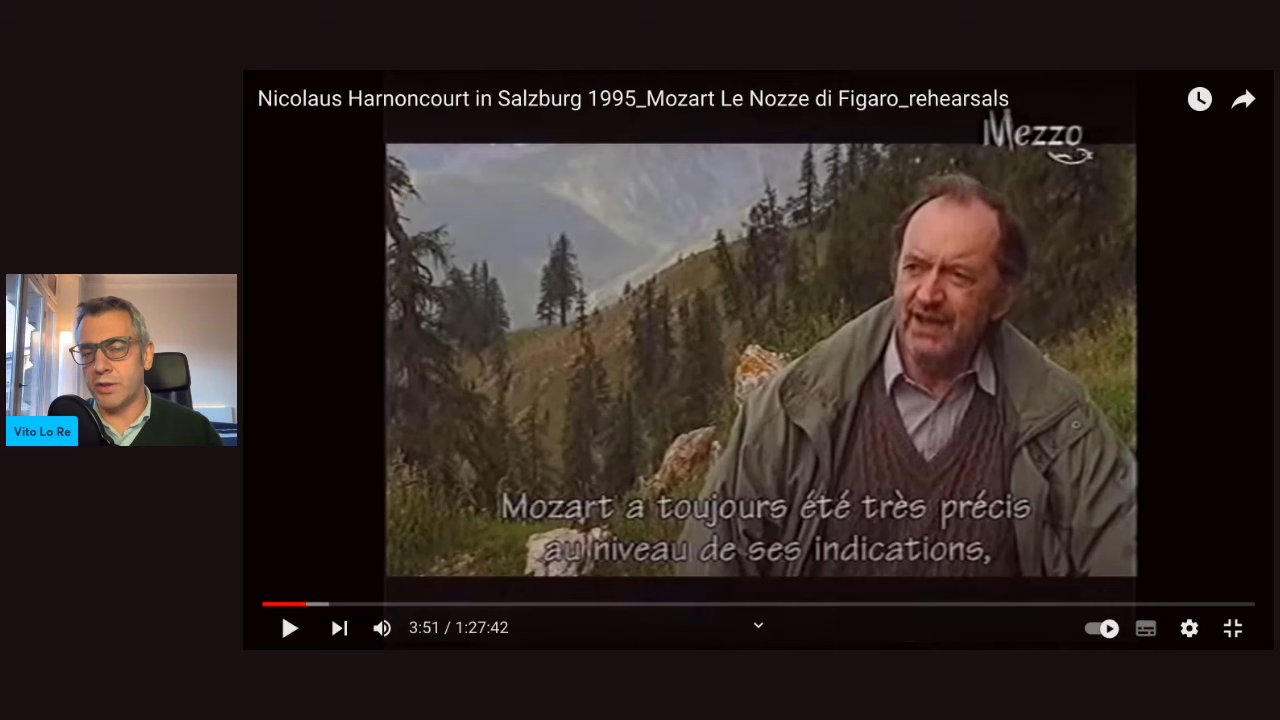 Nicolaus Harnoncourt in Salzburg 1995_Mozart Le Nozze di Figaro_rehearsals
Mezzo
Vito Lo Re
Mozart a toujours été très précis
au niveau de ses indications,
3:51 / 1:27:42